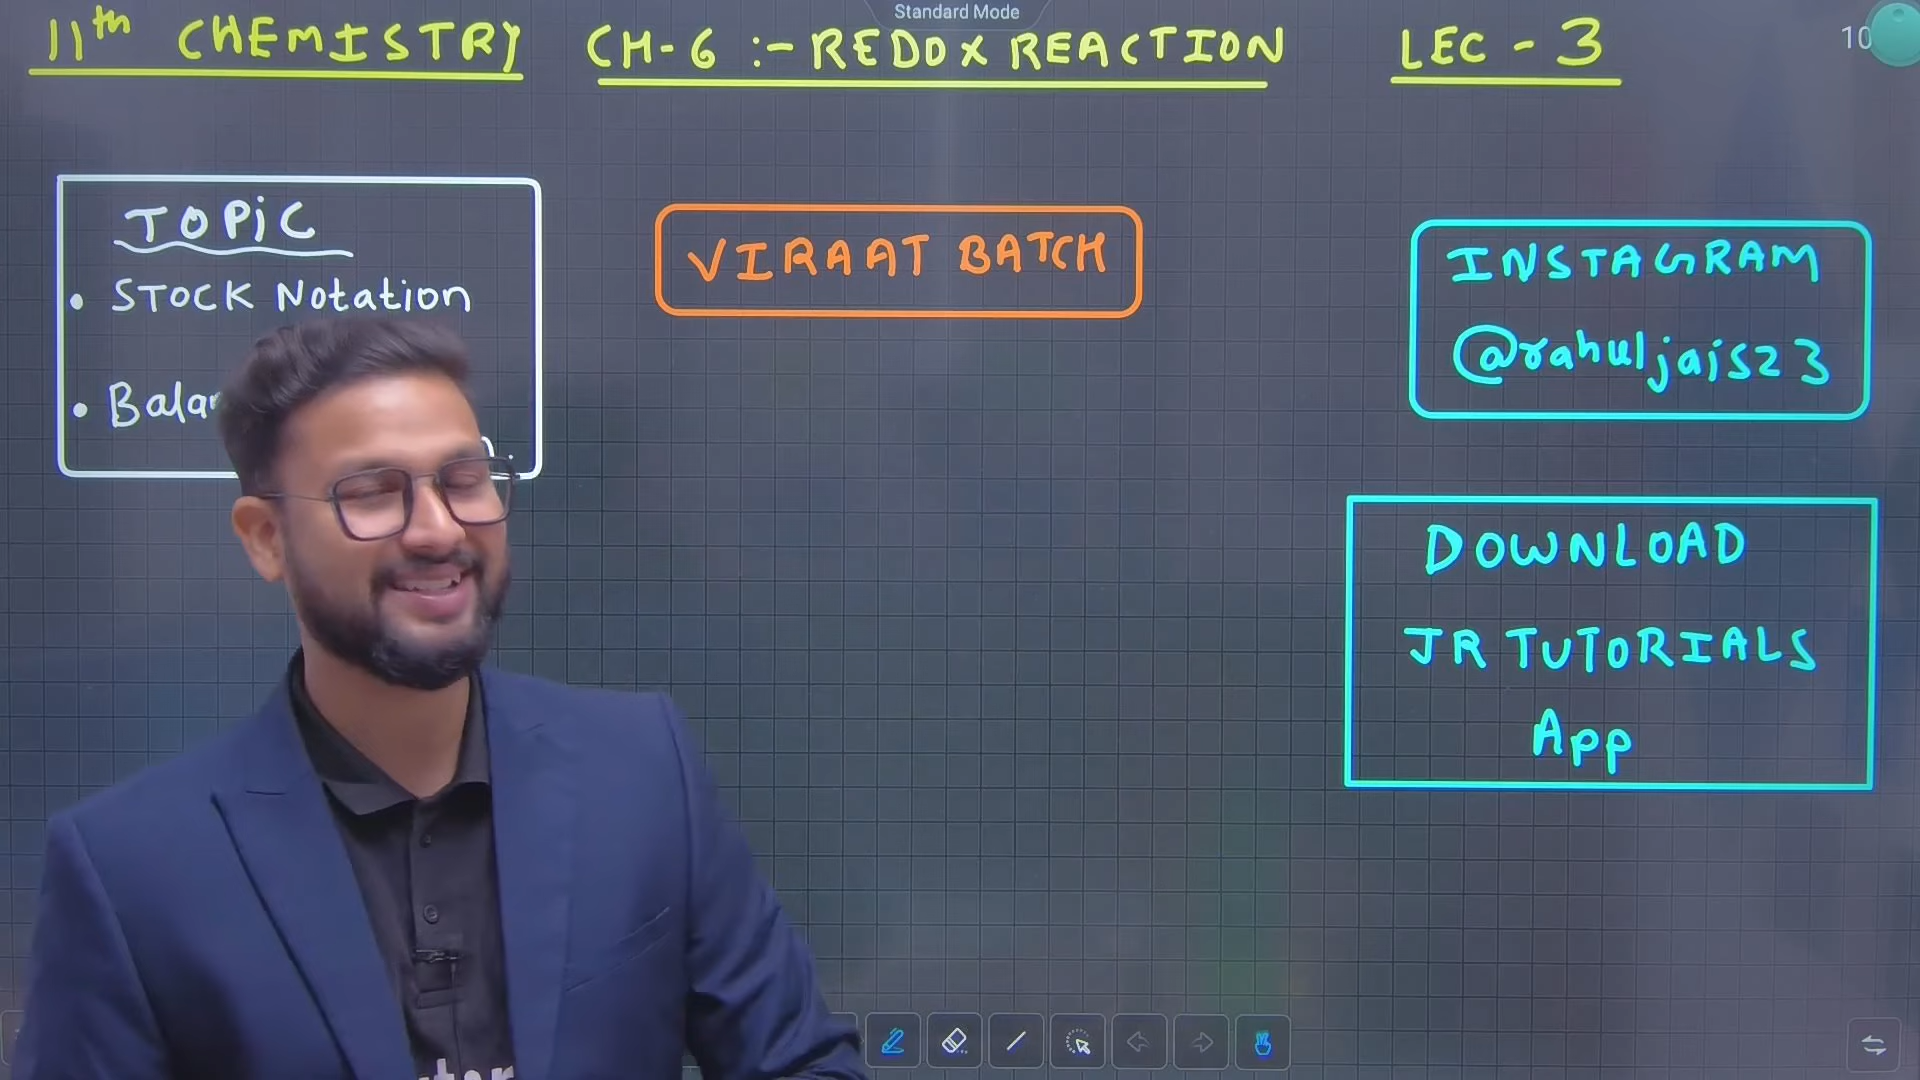 Standard Mode
11th CHEMISTRY CH-6 :- REDOX REACTION LEC - 3
10
TOPiC
• STOCK Notation
VIRAAT BATCH
INSTAGRAM
@rahuljais23
DOWNLOAD
JR TUTORIALS
App